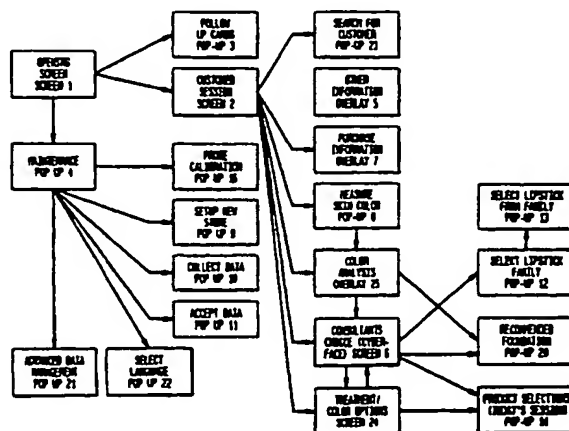 FOLLOW
UP CARDS
POP-UP 3
SEARCH FOR
CUSTOMER
POP-UP 23
OPENING
SCREEN
SCREEN 1
CUSTOMER
SESSION
SCREEN 2
INFORMATION
OVERLAY 5
MAINTENANCE
POP UP 4
PROBE
CALIBRATION
POP UP 16
PURCHASE
INFORMATION
OVERLAY 7
SETUP NEW
STORE
POP UP 9
MEASURE
SKIN COLOR
POP-UP 8
SELECT LIPSTICK
FROM FAMILY
POP-UP 13
COLLECT DATA
POP UP 10
COLOR
ANALYSIS
OVERLAY 25
SELECT LIPSTICK
FAMILY
POP-UP 12
ACCEPT DATA
POP UP 11
CONSULTANTS
CHOICE (CYBER-
FACE) SCREEN 6
RECOMMENDED
FOUNDATION
POP-UP 20
ADVANCED DATA
MANAGEMENT
POP UP 21
SELECT
LANGUAGE
POP UP 22
TREATMENT/
COLOR OPTIONS
SCREEN 24
PRODUCT SELECTIONS
(TODAY'S SESSION)
POP-UP 14